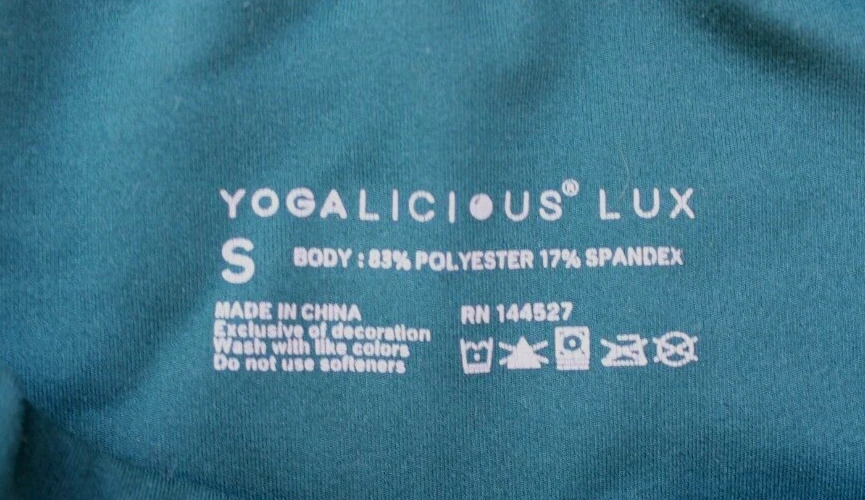 YOGALICIOUS® LUX
S BODY : 83% POLYESTER 17% SPANDEX
MADE IN CHINA
Exclusive of decoration
Wash with like colors
Do not use softeners
RN 144527